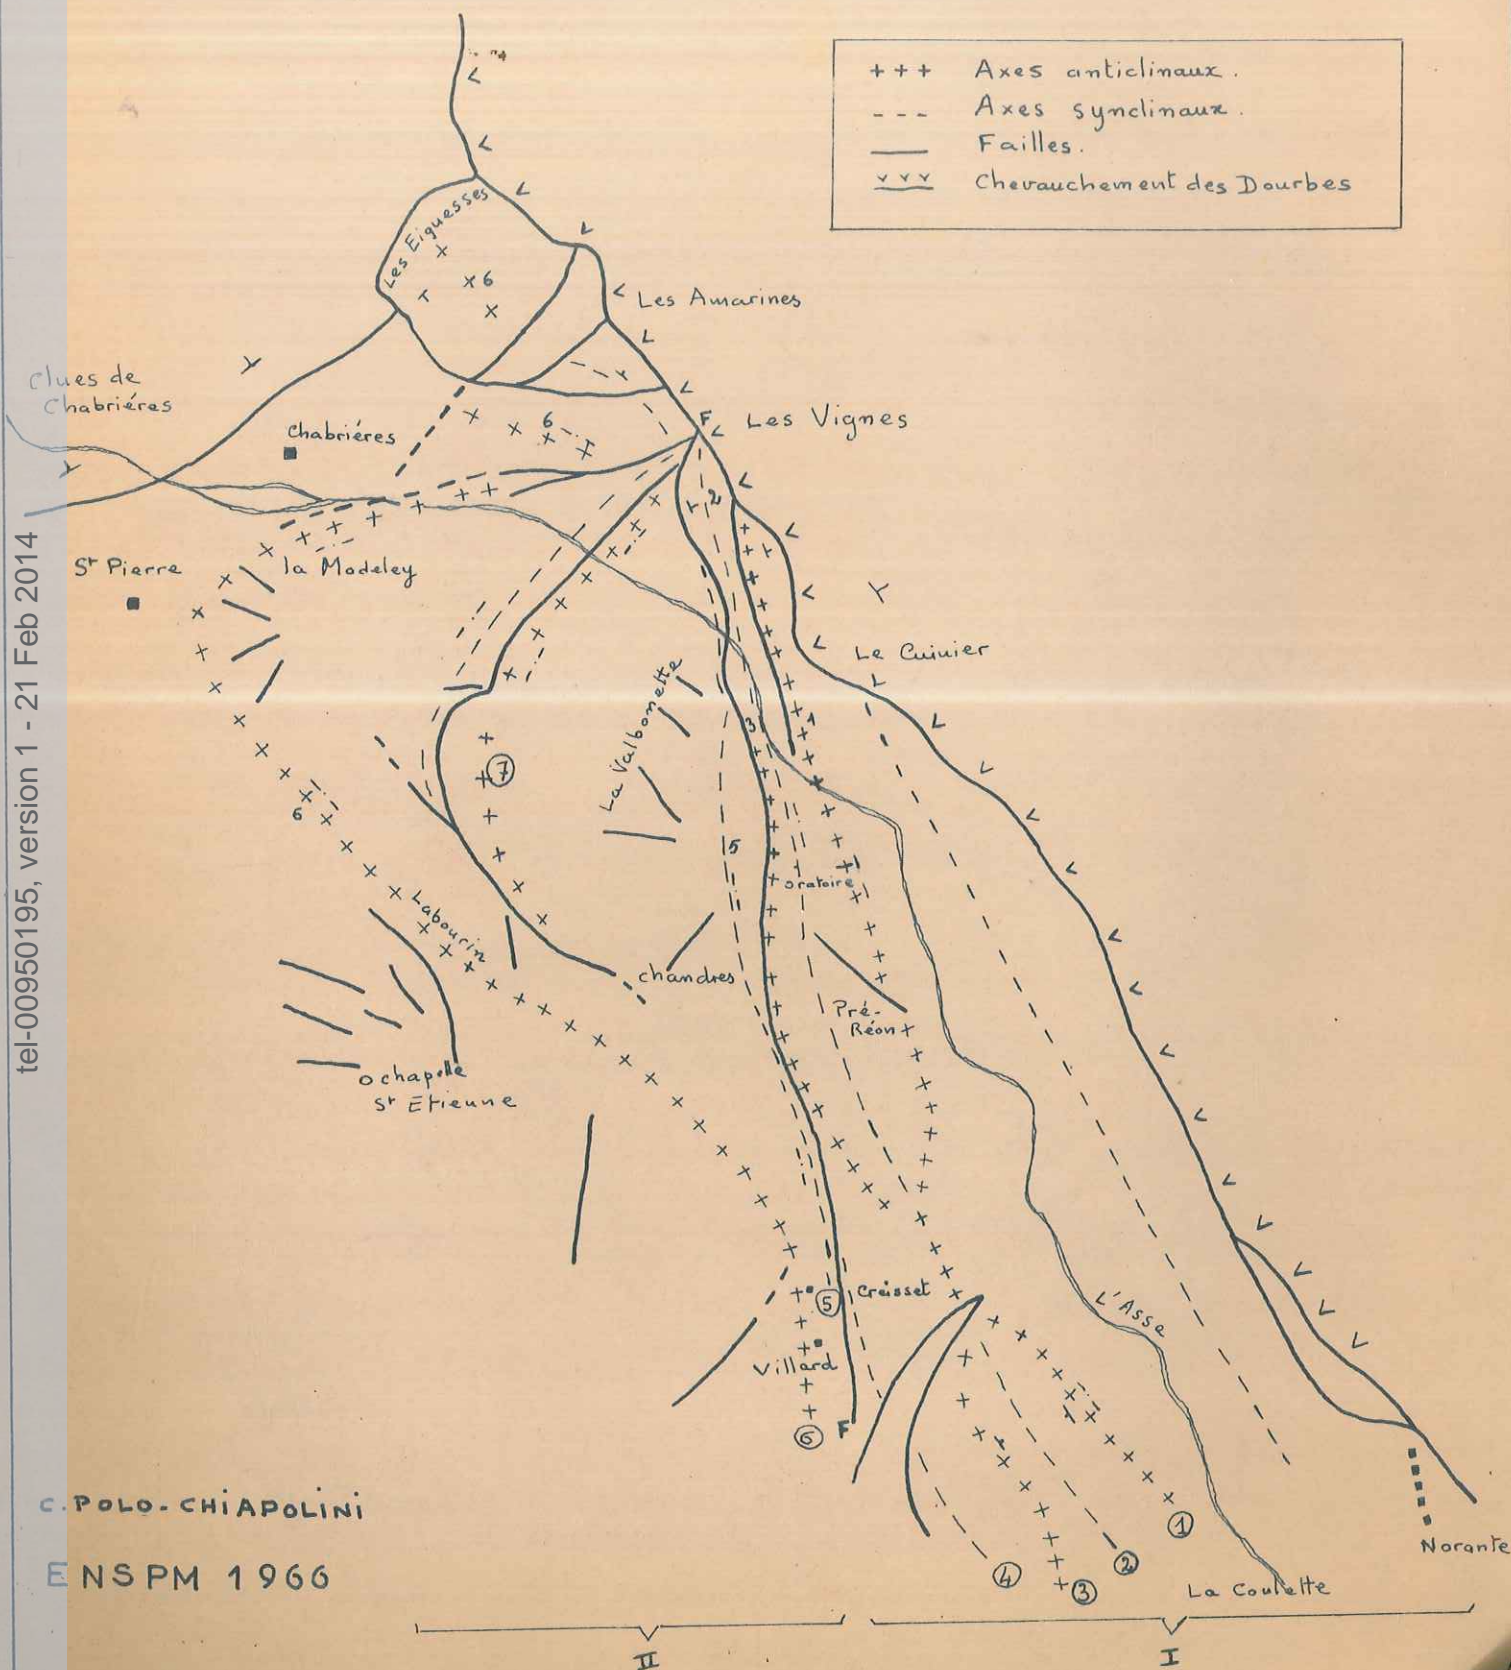 + + + Axes anticlinaux.
- - - Axes synclinaux.
Failles.
Chevauchement des Dourbes
Les Eiguesses
6
Les Amarines
Clues de
Chabriéres
Chabriéres
6
F
Les Vignes
2
St Pierre
la Modeley
Le Cuinier
La Valbonnette
3
1
7
6
5
oratoire
Labourin
Chandres
Pré-
Réon
chapelle
St Etienne
5
Creisset
L'Asse
Villard
6
F
C. POLO-CHIAPOLINI
ENSPM 1966
1
2
3
4
Norante
La Coulette
II
I
tel-00950195, version 1 - 21 Feb 2014